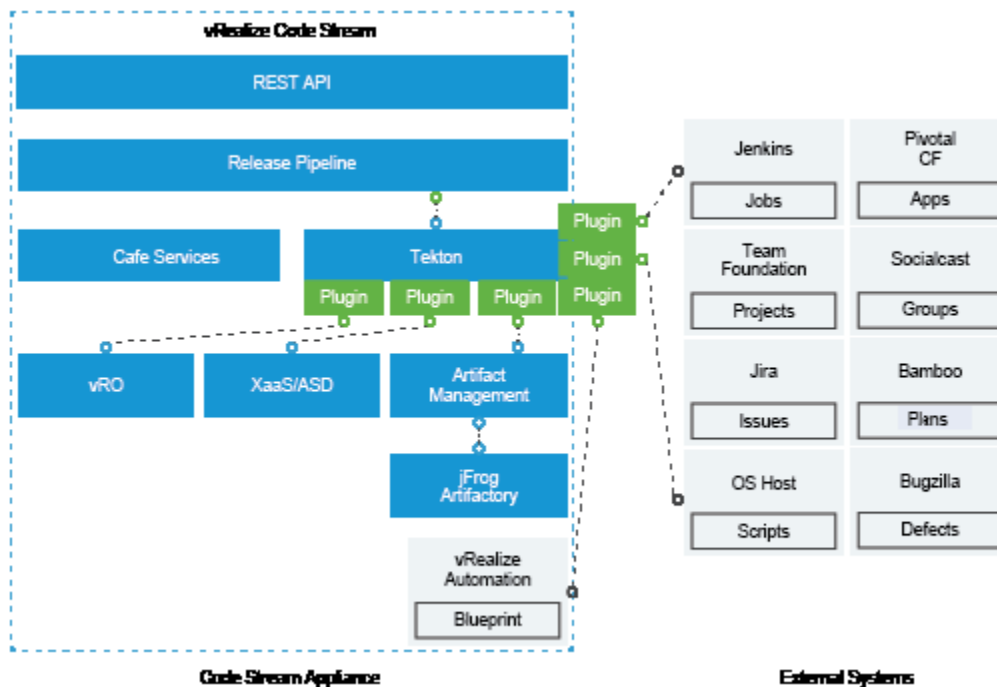 vRealize Code Stream
REST API
Release Pipeline
Cafe Services
Tekton
Plugin
Plugin
Plugin
Plugin
Plugin
Plugin
vRO
XaaS/ASD
Artifact
Management
jFrog
Artifactory
vRealize
Automation
Blueprint
Code Stream Appliance
Jenkins
Jobs
Pivotal
CF
Apps
Team
Foundation
Projects
Socialcast
Groups
Jira
Issues
Bamboo
Plans
OS Host
Scripts
Bugzilla
Defects
External Systems